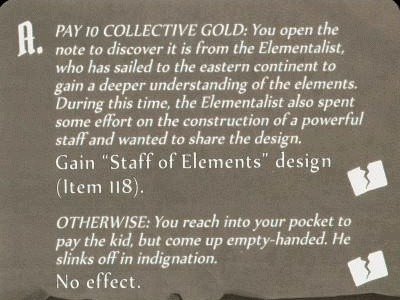 A. PAY 10 COLLECTIVE GOLD: You open the
note to discover it is from the Elementalist,
who has sailed to the eastern continent to
gain a deeper understanding of the elements.
During this time, the Elementalist also spent
some effort on the construction of a powerful
staff and wanted to share the design.
Gain “Staff of Elements” design
(Item 118).
OTHERWISE: You reach into your pocket to
pay the kid, but come up empty-handed. He
slinks off in indignation.
No effect.